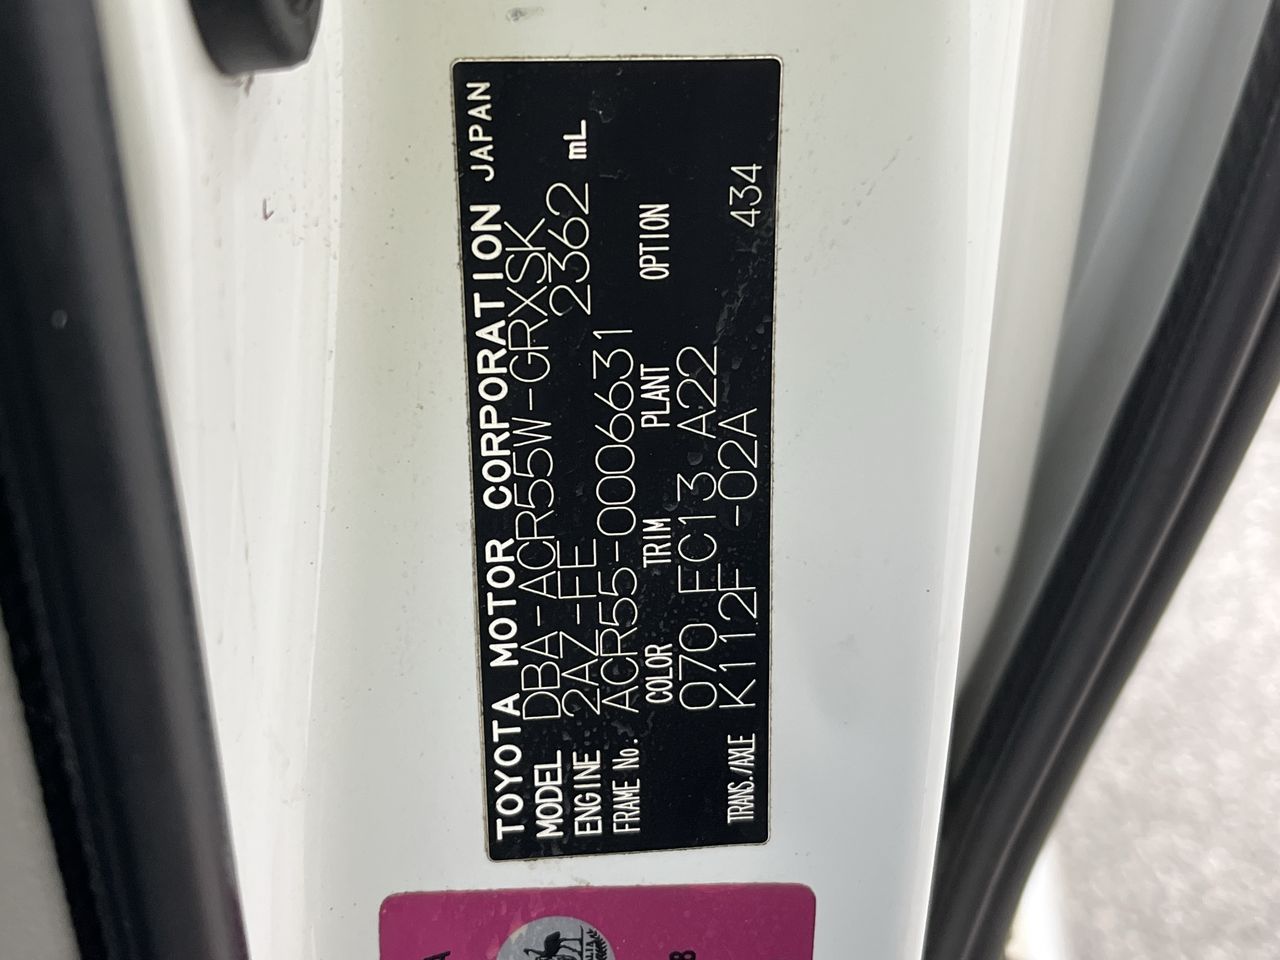 TOYOTA MOTOR CORPORATION JAPAN
MODEL DBA-ACR55W-GRXSK
ENGINE 2AZ-FE 2362 mL
FRAME No. ACR55-0006631
COLOR TRIM PLANT OPTION
070 FC13 A22
TRANS./AXLE K112F -02A 434